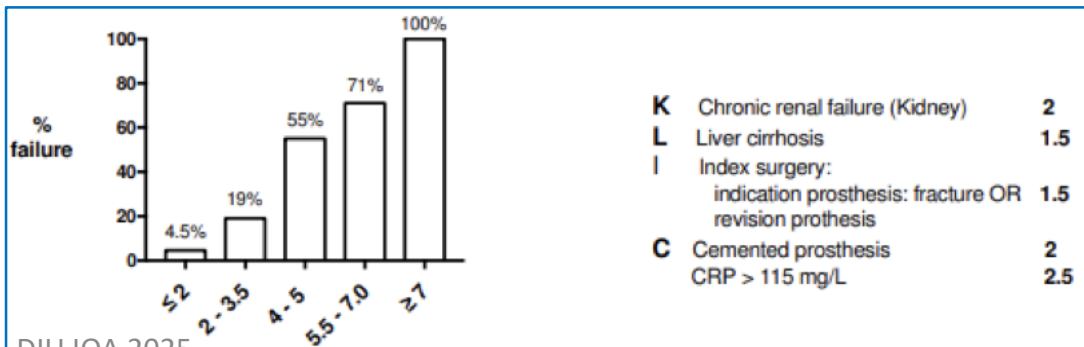 100%
100
80
71%
%
failure
60
55%
40
19%
20
4.5%
0
≤ 2
2 - 3.5
4 - 5
5.5 - 7.0
≥ 7
K Chronic renal failure (Kidney) 2
L Liver cirrhosis 1.5
I Index surgery:
indication prosthesis: fracture OR 1.5
revision prothesis
C Cemented prosthesis 2
CRP > 115 mg/L 2.5